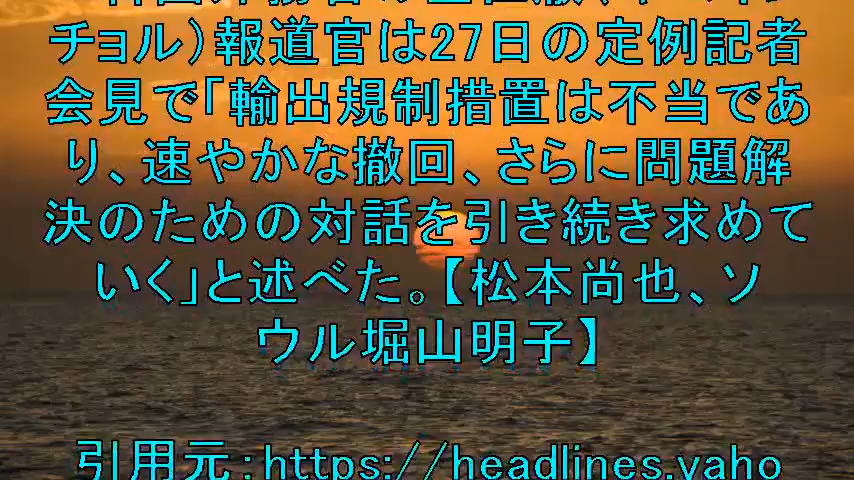 チョル)報道官は27日の定例記者
会見で「輸出規制措置は不当であ
り、速やかな撤回、さらに問題解
決のための対話を引き続き求めて
いく」と述べた。【松本尚也、ソ
ウル堀山明子】
引用元:https://headlines.yaho